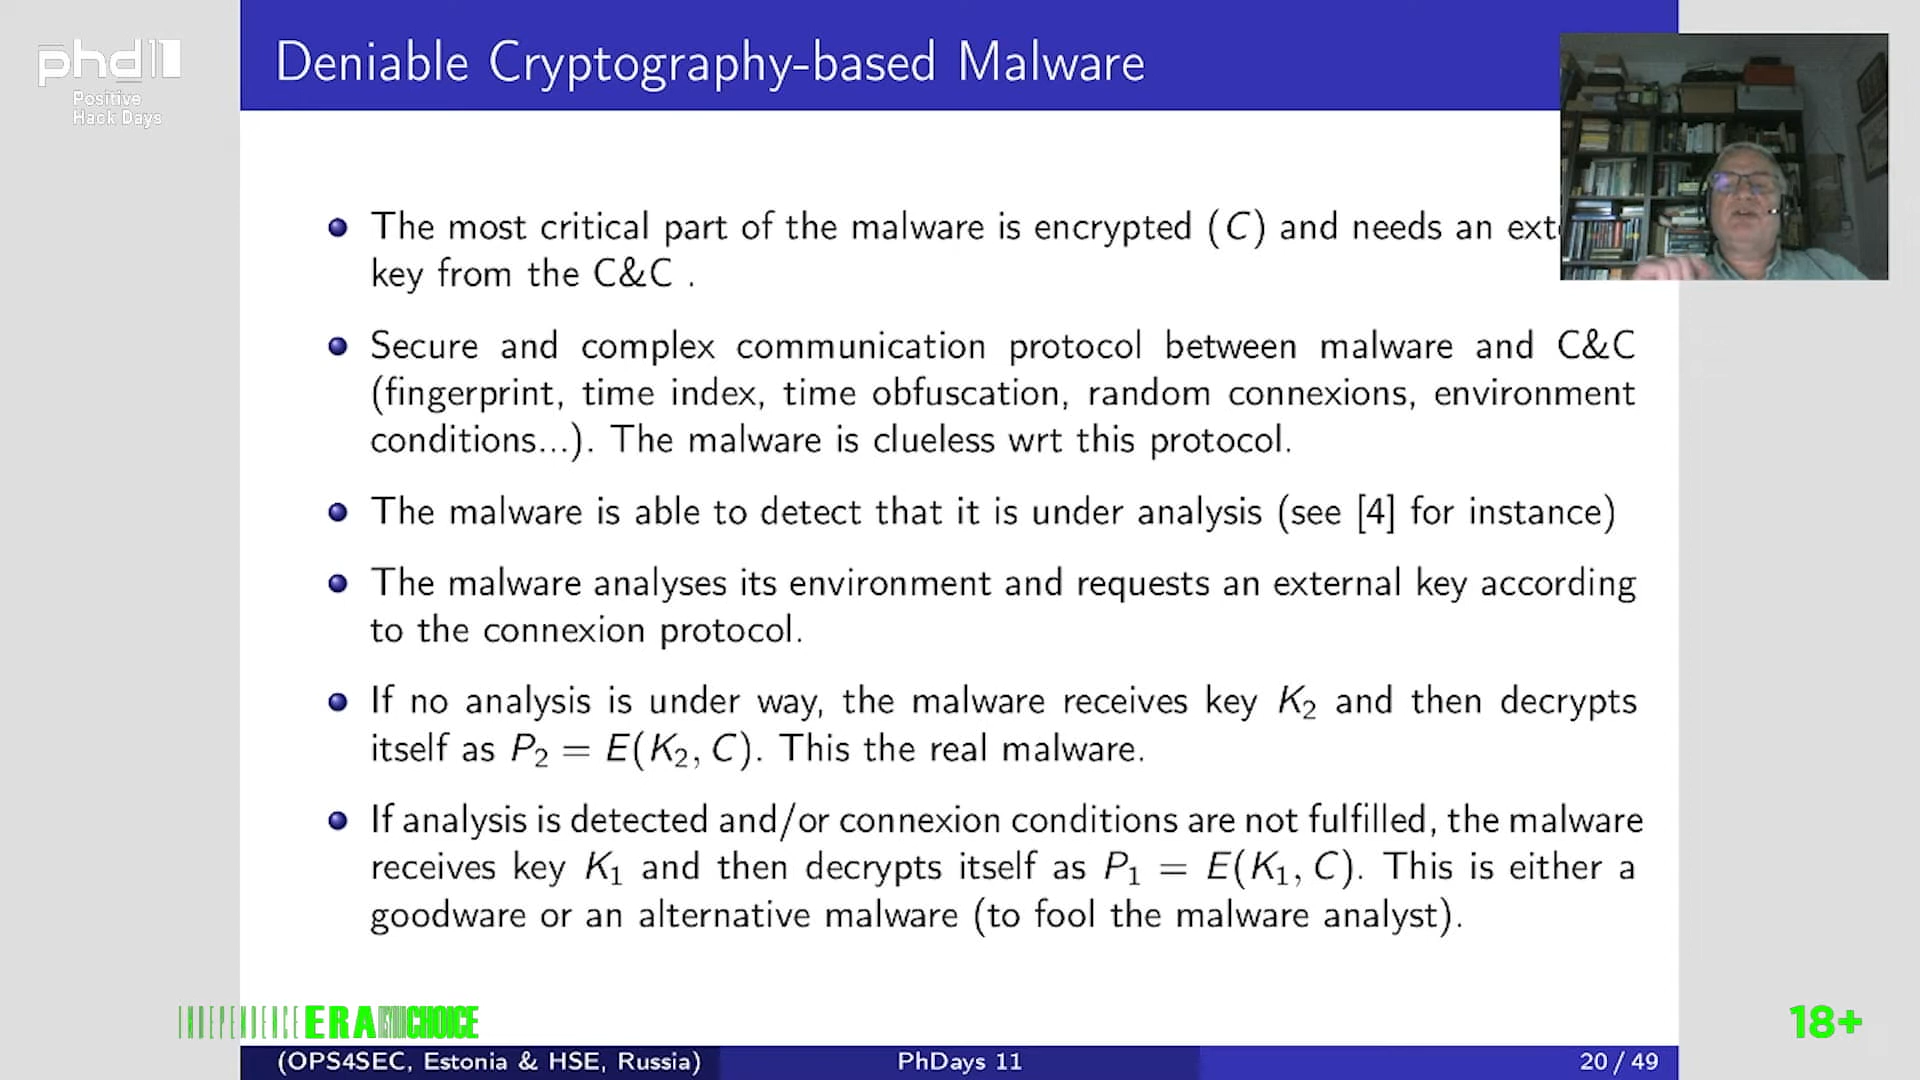 phd11
Positive
Hack Days
Deniable Cryptography-based Malware
The most critical part of the malware is encrypted (C) and needs an
key from the C&C .
Secure and complex communication protocol between malware and C&C
(fingerprint, time index, time obfuscation, random connexions, environment
conditions...). The malware is clueless wrt this protocol.
The malware is able to detect that it is under analysis (see [4] for instance)
The malware analyses its environment and requests an external key according
to the connexion protocol.
If no analysis is under way, the malware receives key K₂ and then decrypts
itself as P₂ = E(K₂, C). This the real malware.
If analysis is detected and/or connexion conditions are not fulfilled, the malware
receives key K₁ and then decrypts itself as P₁ = E(K₁, C). This is either a
goodware or an alternative malware (to fool the malware analyst).
INDEPENDENCE ERA CHOICE
18+
(OPS4SEC, Estonia & HSE, Russia)
PhDays 11
20 / 49